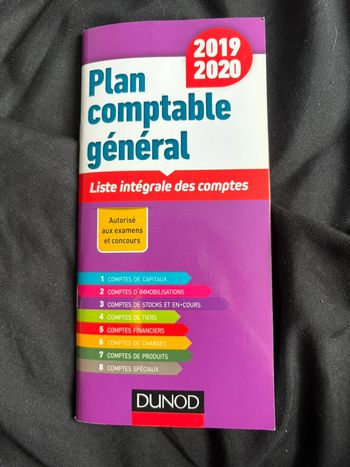 2019
2020
Plan
comptable
général
Liste intégrale des comptes
Autorisé
aux examens
et concours
1 COMPTES DE CAPITAUX
2 COMPTES D'IMMOBILISATIONS
3 COMPTES DE STOCKS ET EN-COURS
4 COMPTES DE TIERS
5 COMPTES FINANCIERS
6 COMPTES DE CHARGES
7 COMPTES DE PRODUITS
8 COMPTES SPÉCIAUX
DUNOD